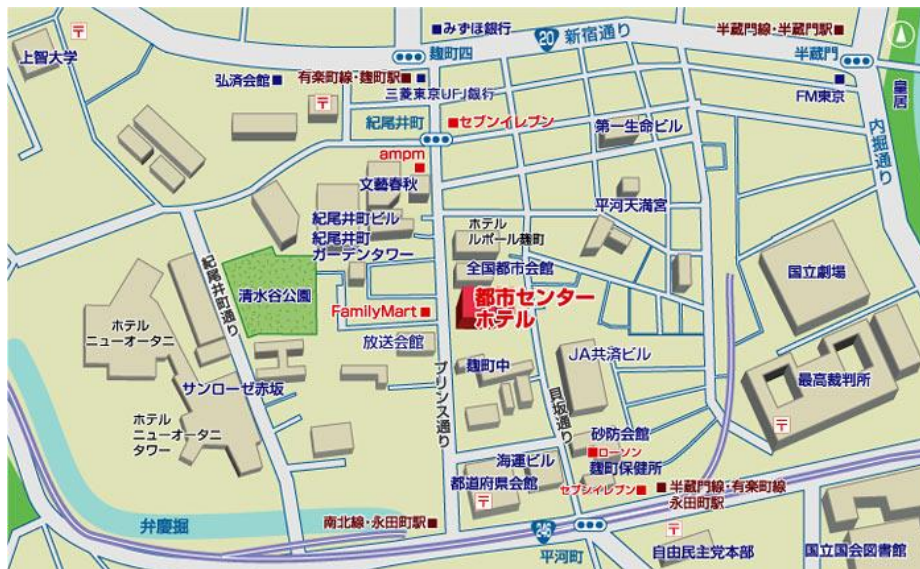 みずほ銀行
20
新宿通り
半蔵門線・半蔵門駅
上智大学
〒
麹町四
半蔵門
弘済会館
有楽町線・麹町駅
三菱東京UFJ銀行
FM東京
皇居
〒
紀尾井町
セブンイレブン
第一生命ビル
内堀通り
ampm
文藝春秋
平河天満宮
紀尾井町ビル
紀尾井町
ガーデンタワー
ホテル
ルポール麹町
全国都市会館
国立劇場
紀尾井町通り
清水谷公園
FamilyMart
都市センター
ホテル
ホテル
ニューオータニ
放送会館
プリンス通り
麹町中
JA共済ビル
サンローゼ赤坂
最高裁判所
貝坂通り
ホテル
ニューオータニ
タワー
〒
砂防会館
ローソン
海運ビル
麹町保健所
都道府県会館
セブンイレブン
半蔵門線・有楽町線
永田町駅
〒
弁慶掘
南北線・永田町駅
246
平河町
〒
自由民主党本部
国立国会図書館